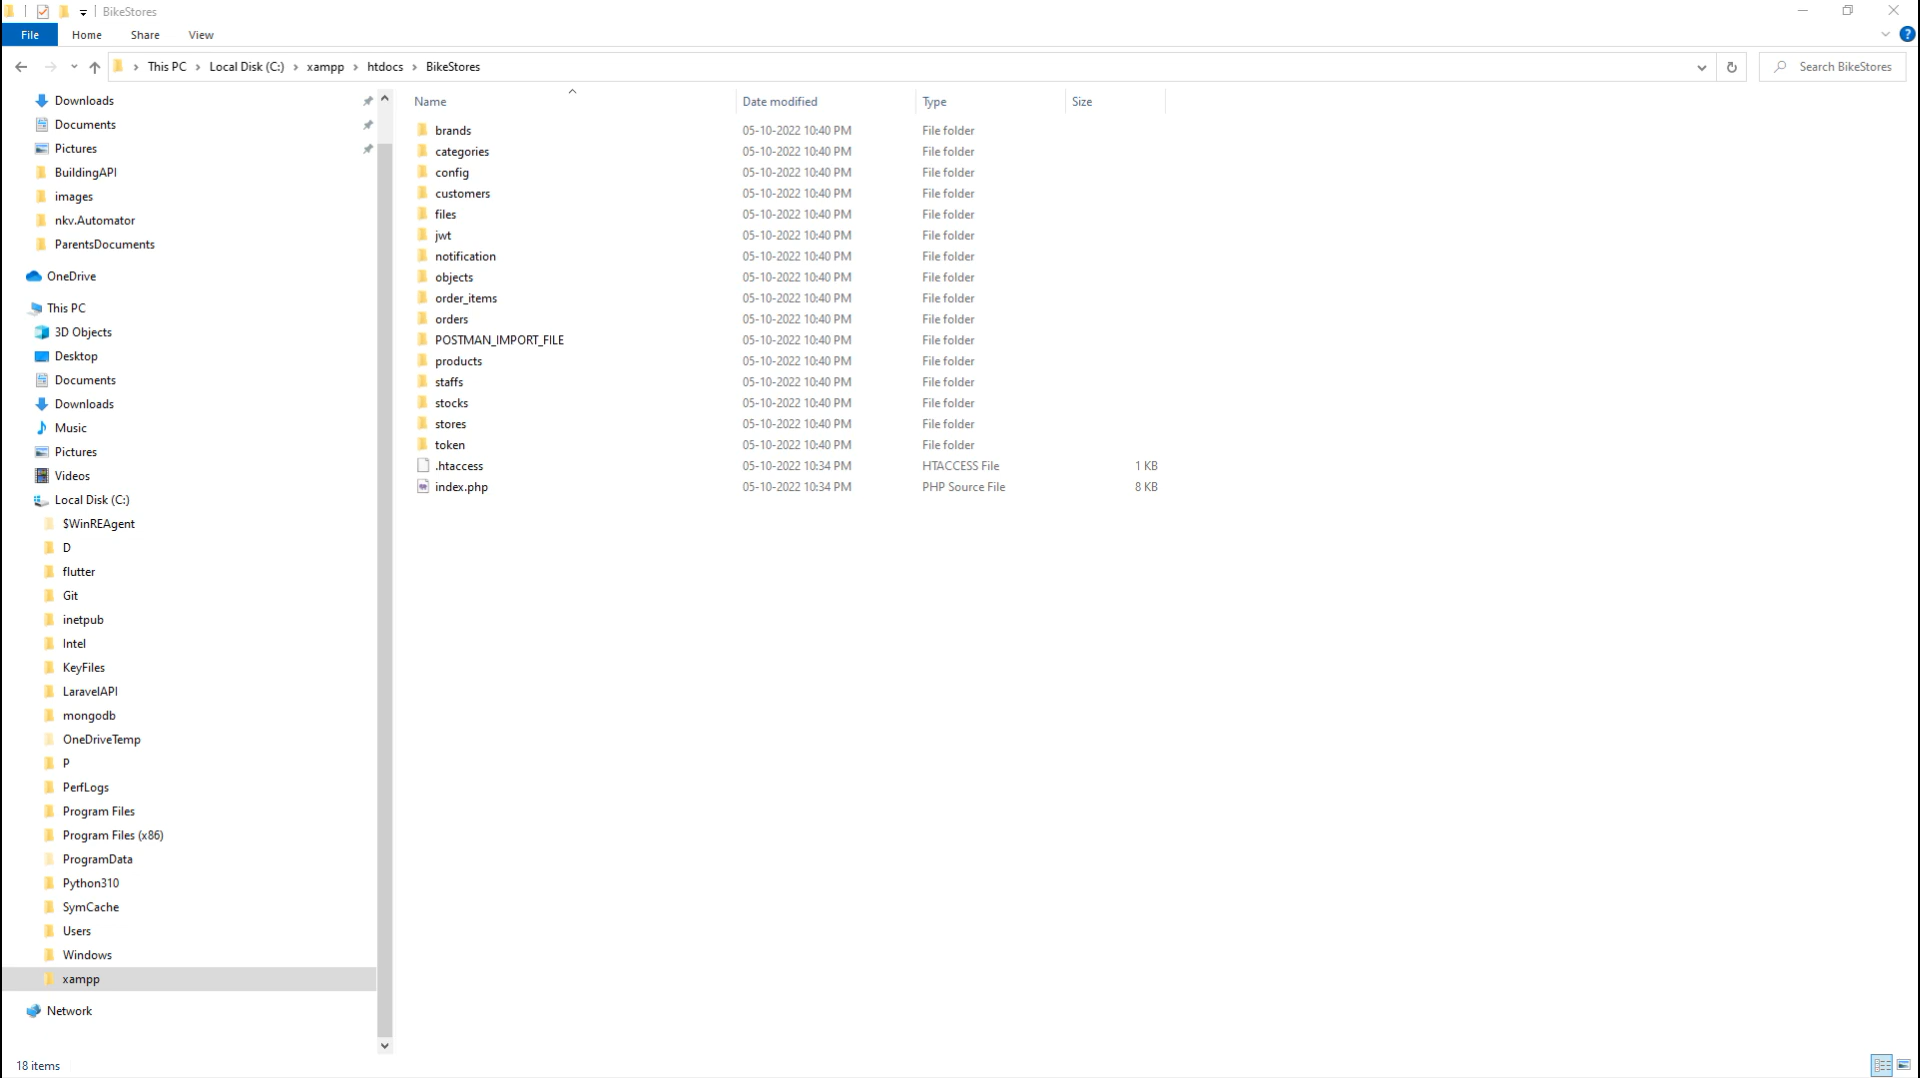 BikeStores
File Home Share View
This PC Local Disk (C:) xampp htdocs BikeStores
Search BikeStores
Downloads
Documents
Pictures
BuildingAPI
images
nkv.Automator
ParentsDocuments
OneDrive
This PC
3D Objects
Desktop
Documents
Downloads
Music
Pictures
Videos
Local Disk (C:)
$WinREAgent
D
flutter
Git
inetpub
Intel
KeyFiles
LaravelAPI
mongodb
OneDriveTemp
P
PerfLogs
Program Files
Program Files (x86)
ProgramData
Python310
SymCache
Users
Windows
xampp
Network
Name Date modified Type Size
brands 05-10-2022 10:40 PM File folder
categories 05-10-2022 10:40 PM File folder
config 05-10-2022 10:40 PM File folder
customers 05-10-2022 10:40 PM File folder
files 05-10-2022 10:40 PM File folder
jwt 05-10-2022 10:40 PM File folder
notification 05-10-2022 10:40 PM File folder
objects 05-10-2022 10:40 PM File folder
order_items 05-10-2022 10:40 PM File folder
orders 05-10-2022 10:40 PM File folder
POSTMAN_IMPORT_FILE 05-10-2022 10:40 PM File folder
products 05-10-2022 10:40 PM File folder
staffs 05-10-2022 10:40 PM File folder
stocks 05-10-2022 10:40 PM File folder
stores 05-10-2022 10:40 PM File folder
token 05-10-2022 10:40 PM File folder
.htaccess 05-10-2022 10:34 PM HTACCESS File 1 KB
index.php 05-10-2022 10:34 PM PHP Source File 8 KB
18 items